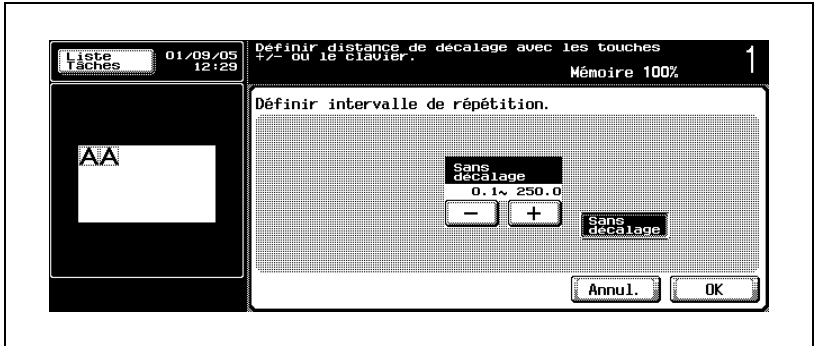 Liste
Tâches
01/09/05
12:29
Définir distance de décalage avec les touches
+/- ou le clavier.
Mémoire 100%
1
Définir intervalle de répétition.
AA
Sans
décalage
0.1~ 250.0
- +
Sans
décalage
Annul. OK